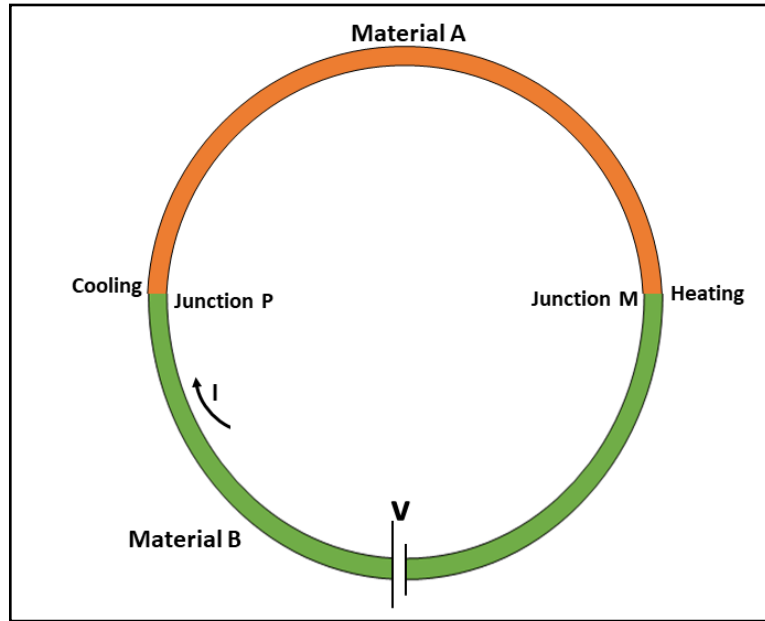 Material A
Cooling
Junction P
Junction M
Heating
I
Material B
V